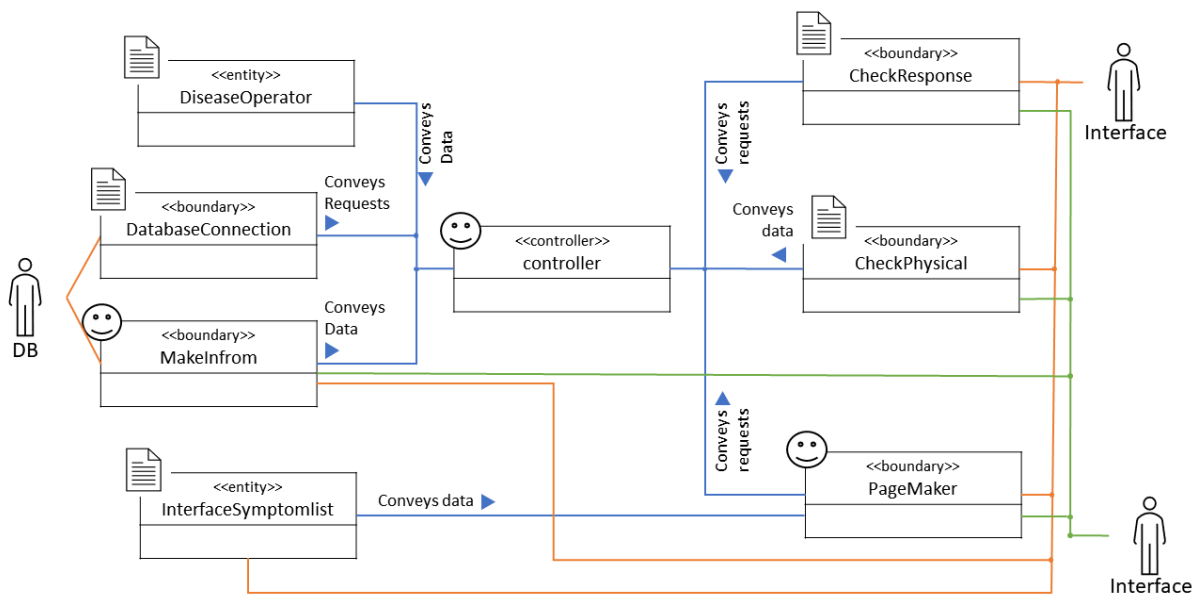 <<entity>>
DiseaseOperator
<<boundary>>
CheckResponse
Interface
Conveys
Data
Conveys
requests
<<boundary>>
DatabaseConnection
Conveys
Requests
<<controller>>
controller
Conveys
data
<<boundary>>
CheckPhysical
DB
<<boundary>>
MakeInfrom
Conveys
Data
Conveys
requests
<<entity>>
InterfaceSymptomlist
Conveys data
<<boundary>>
PageMaker
Interface